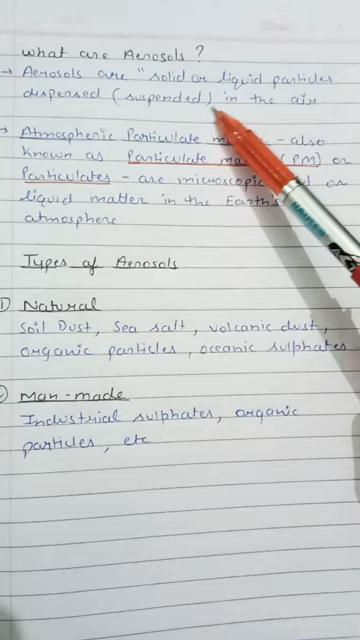 what are Aerosols ?
→ Aerosols are "solid or liquid particles
dispersed (suspended) in the air
→ Atmospheric Particulate - also
known as Particulate (PM) or
Particulates - are microscopic or
liquid matter in the Earth's
atmosphere
Types of Aerosols
① Natural
Soil Dust, Sea salt, volcanic dust,
organic particles, oceanic sulphates
Man-made
Industrial sulphates, organic
particles, etc